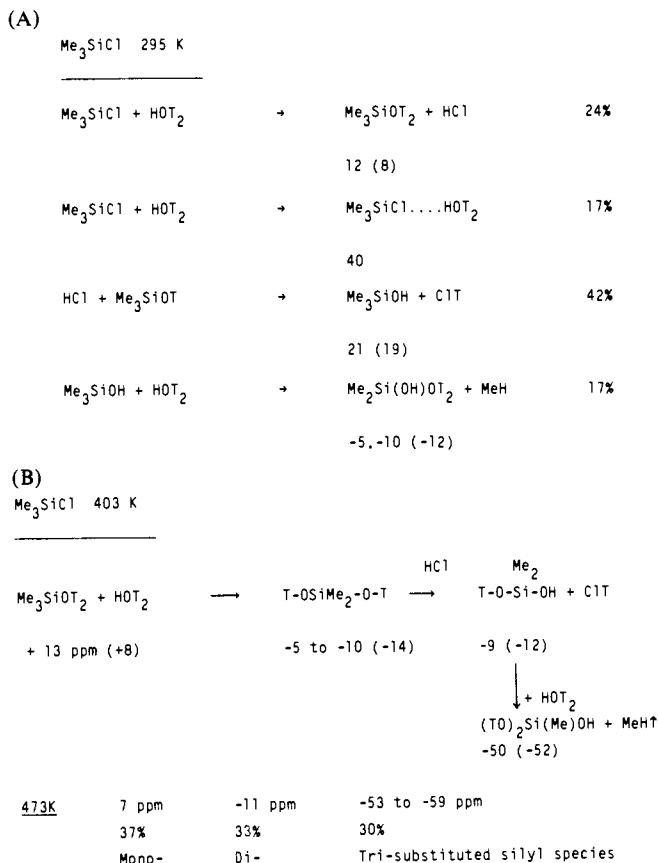 (A)
Me3SiCl 295 K
Me3SiCl + HOT2 → Me3SiOT2 + HCl 24%
12 (8)
Me3SiCl + HOT2 → Me3SiCl....HOT2 17%
40
HCl + Me3SiOT → Me3SiOH + ClT 42%
21 (19)
Me3SiOH + HOT2 → Me2Si(OH)OT2 + MeH 17%
-5,-10 (-12)
(B)
Me3SiCl 403 K
HCl Me2
Me3SiOT2 + HOT2 → T-OSiMe2-O-T → T-O-Si-OH + ClT
+ 13 ppm (+8) -5 to -10 (-14) -9 (-12)
↓ + HOT2
(TO)2Si(Me)OH + MeH↑
-50 (-52)
473K 7 ppm -11 ppm -53 to -59 ppm
37% 33% 30%
Mono- Di- Tri-substituted silyl species